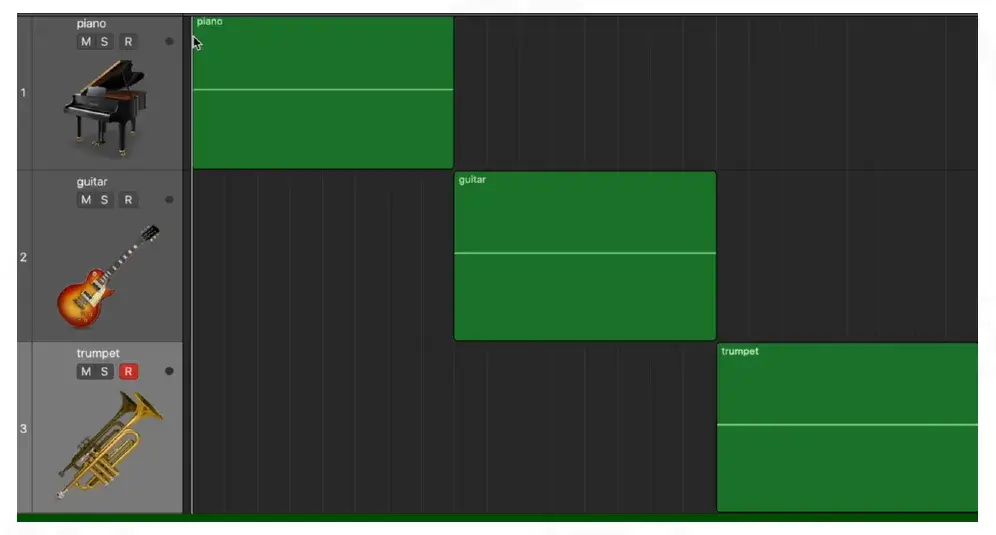 piano
M S R
piano
1
guitar
M S R
guitar
2
trumpet
M S R
trumpet
3